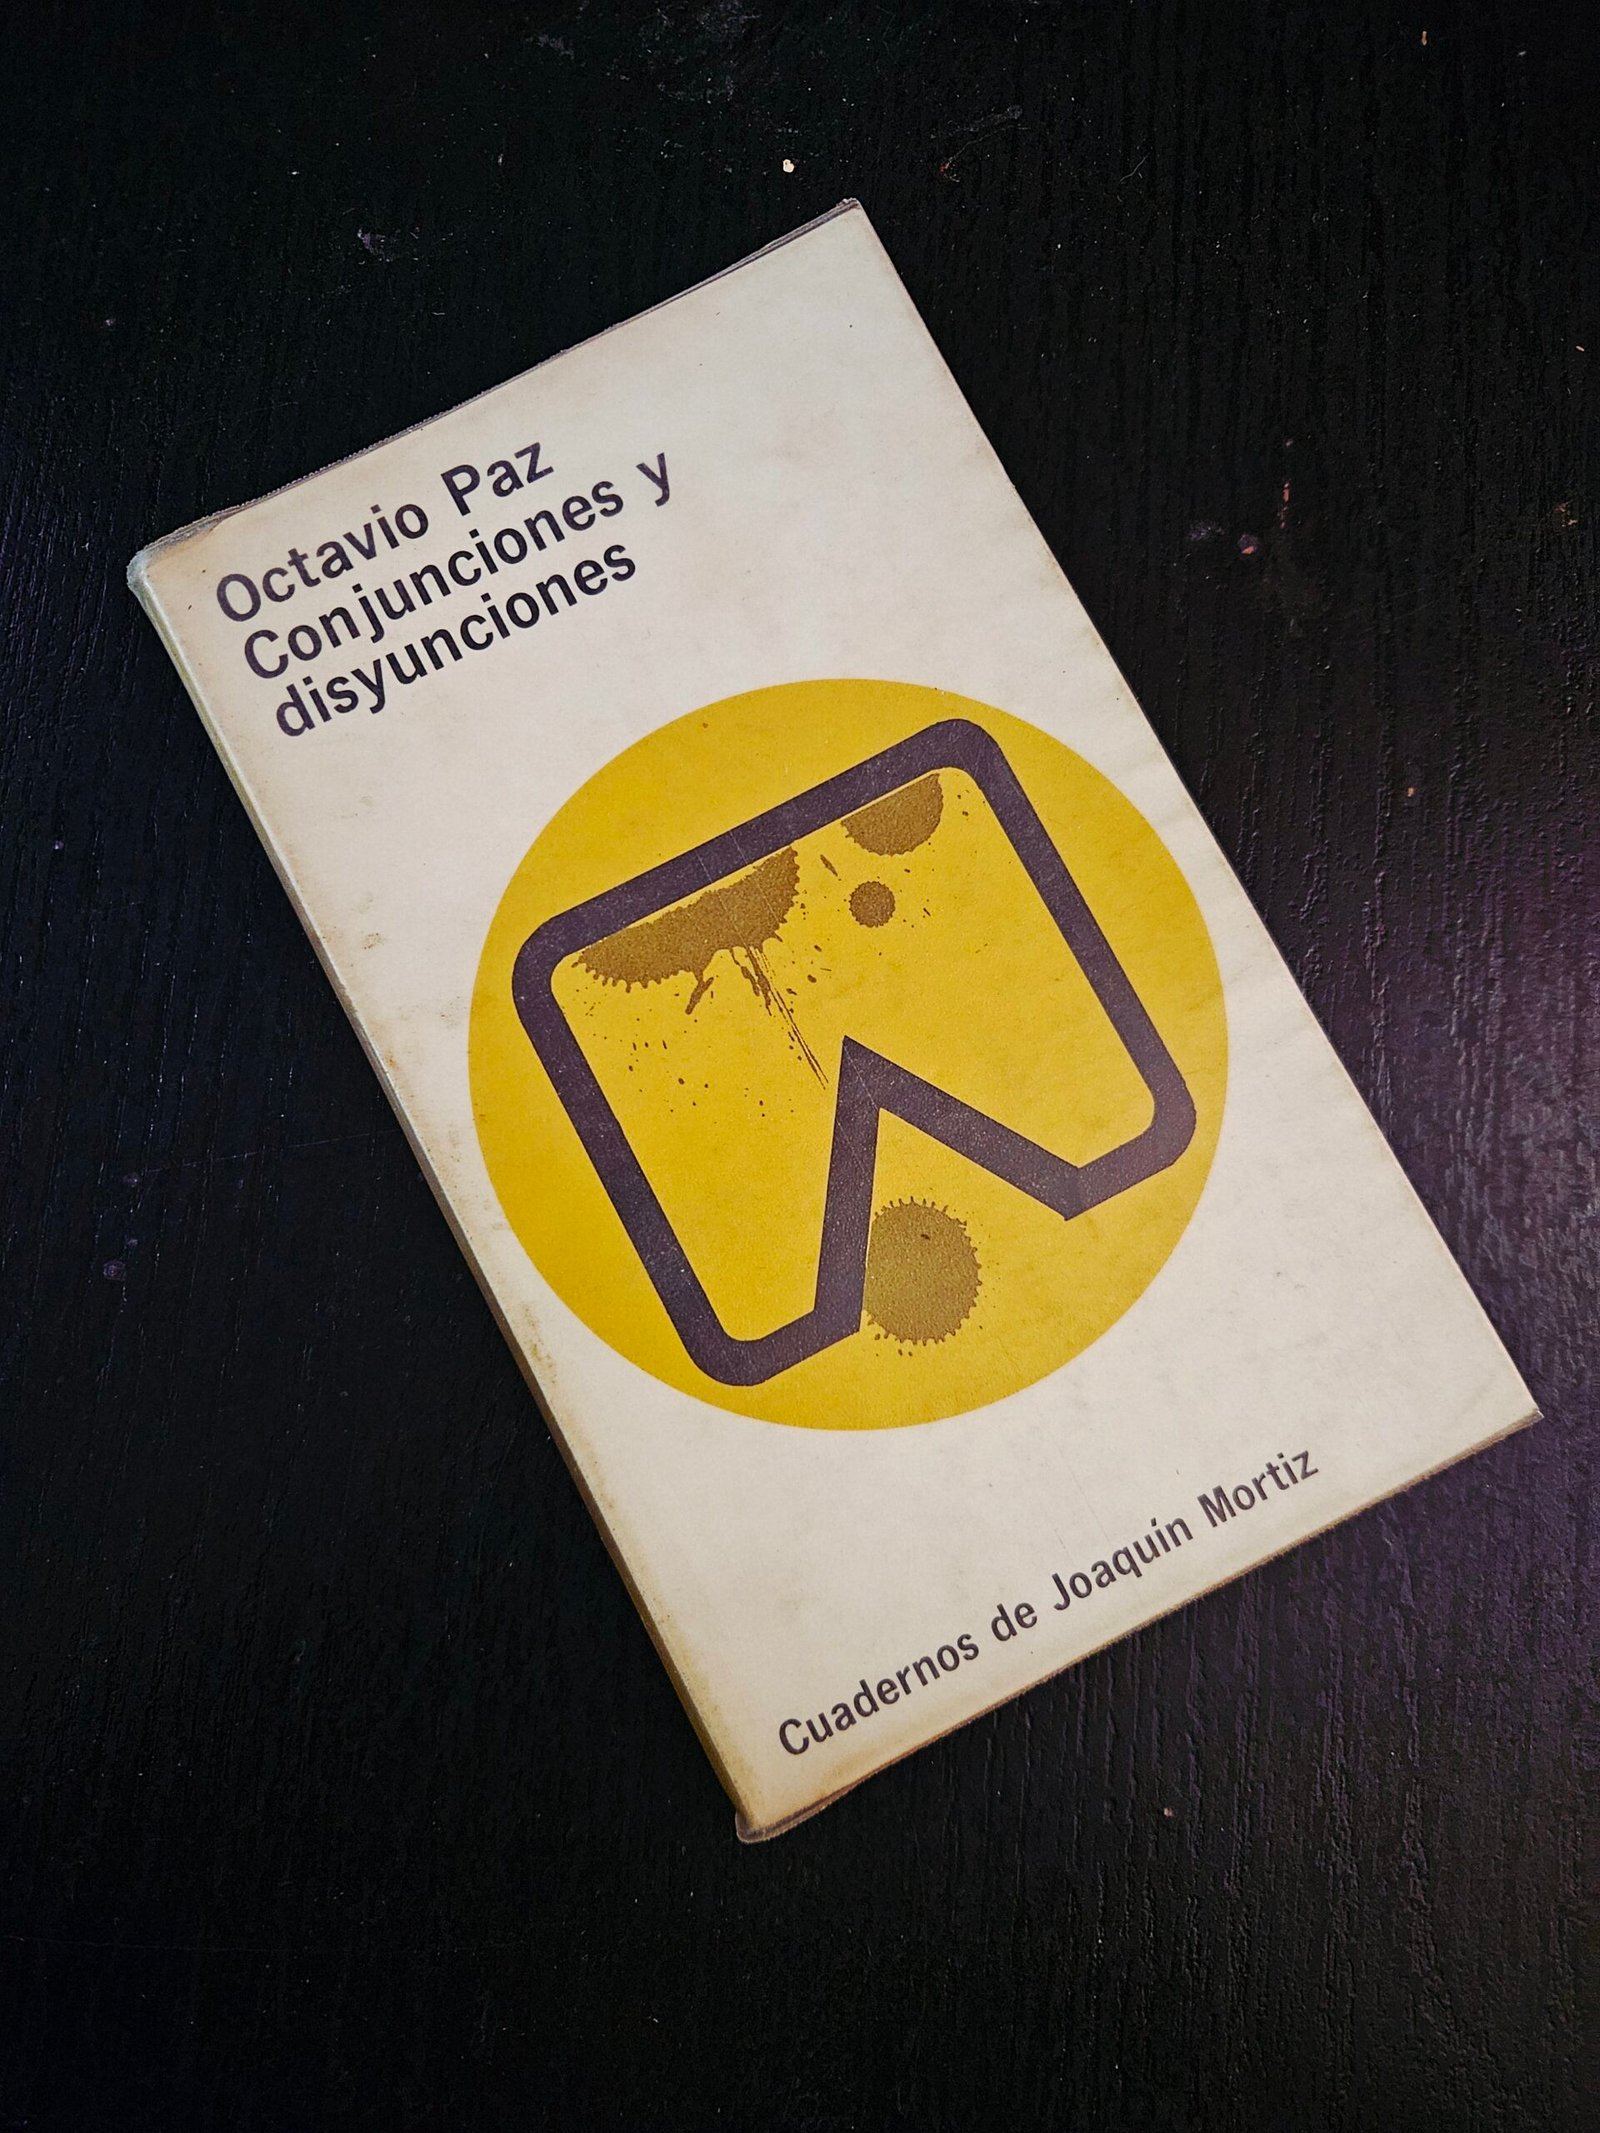 Octavio Paz
Conjunciones y
disyunciones
Cuadernos de Joaquín Mortiz